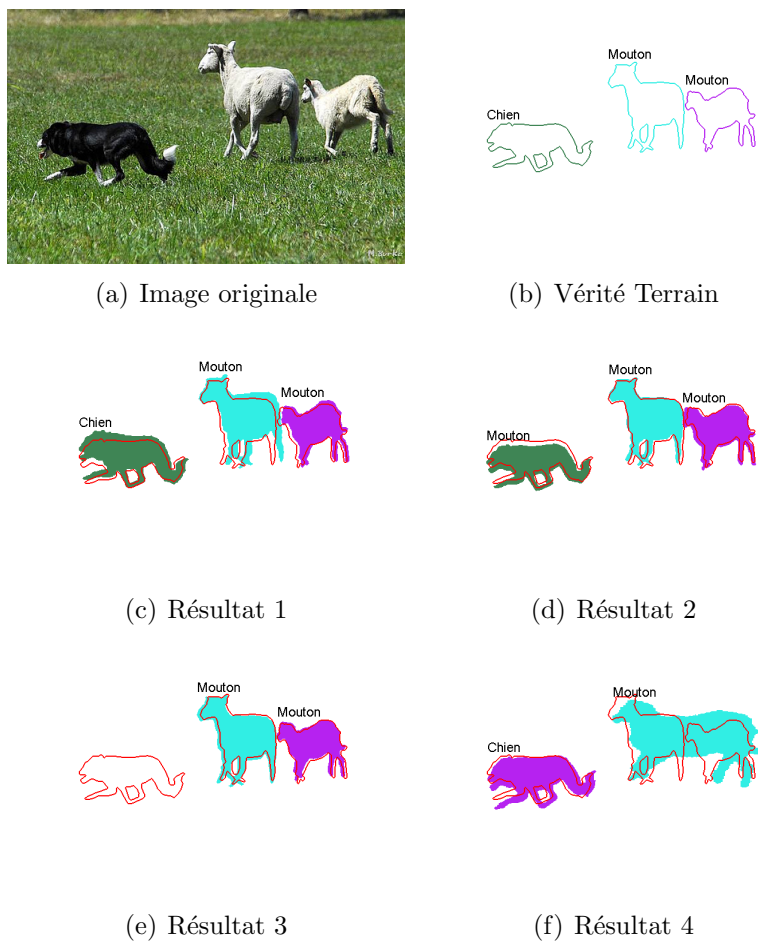 Mouton
Mouton
Chien
(a) Image originale
(b) Vérité Terrain
Mouton
Mouton
Chien
Mouton
Mouton
Mouton
(c) Résultat 1
(d) Résultat 2
Mouton
Mouton
Mouton
Chien
(e) Résultat 3
(f) Résultat 4